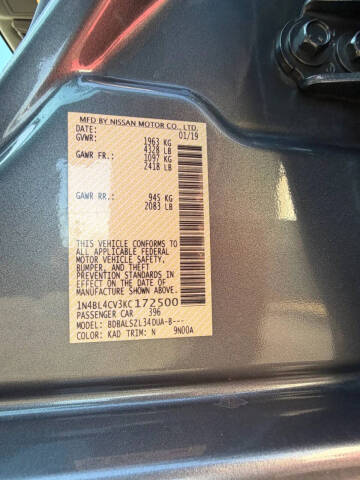 MFD BY NISSAN MOTOR CO., LTD.
DATE: 01/19
GVWR: 1963 KG
4328 LB
GAWR FR: 1097 KG
2418 LB
GAWR RR: 945 KG
2083 LB
THIS VEHICLE CONFORMS TO
ALL APPLICABLE FEDERAL
MOTOR VEHICLE SAFETY,
BUMPER, AND THEFT
PREVENTION STANDARDS
IN EFFECT ON THE DATE OF
MANUFACTURE SHOWN ABOVE.
1N4BL4CV3KC172500
PASSENGER CAR 396
MODEL: BDBALSZL34DUA-B---
COLOR: KAD TRIM: N 9N00A